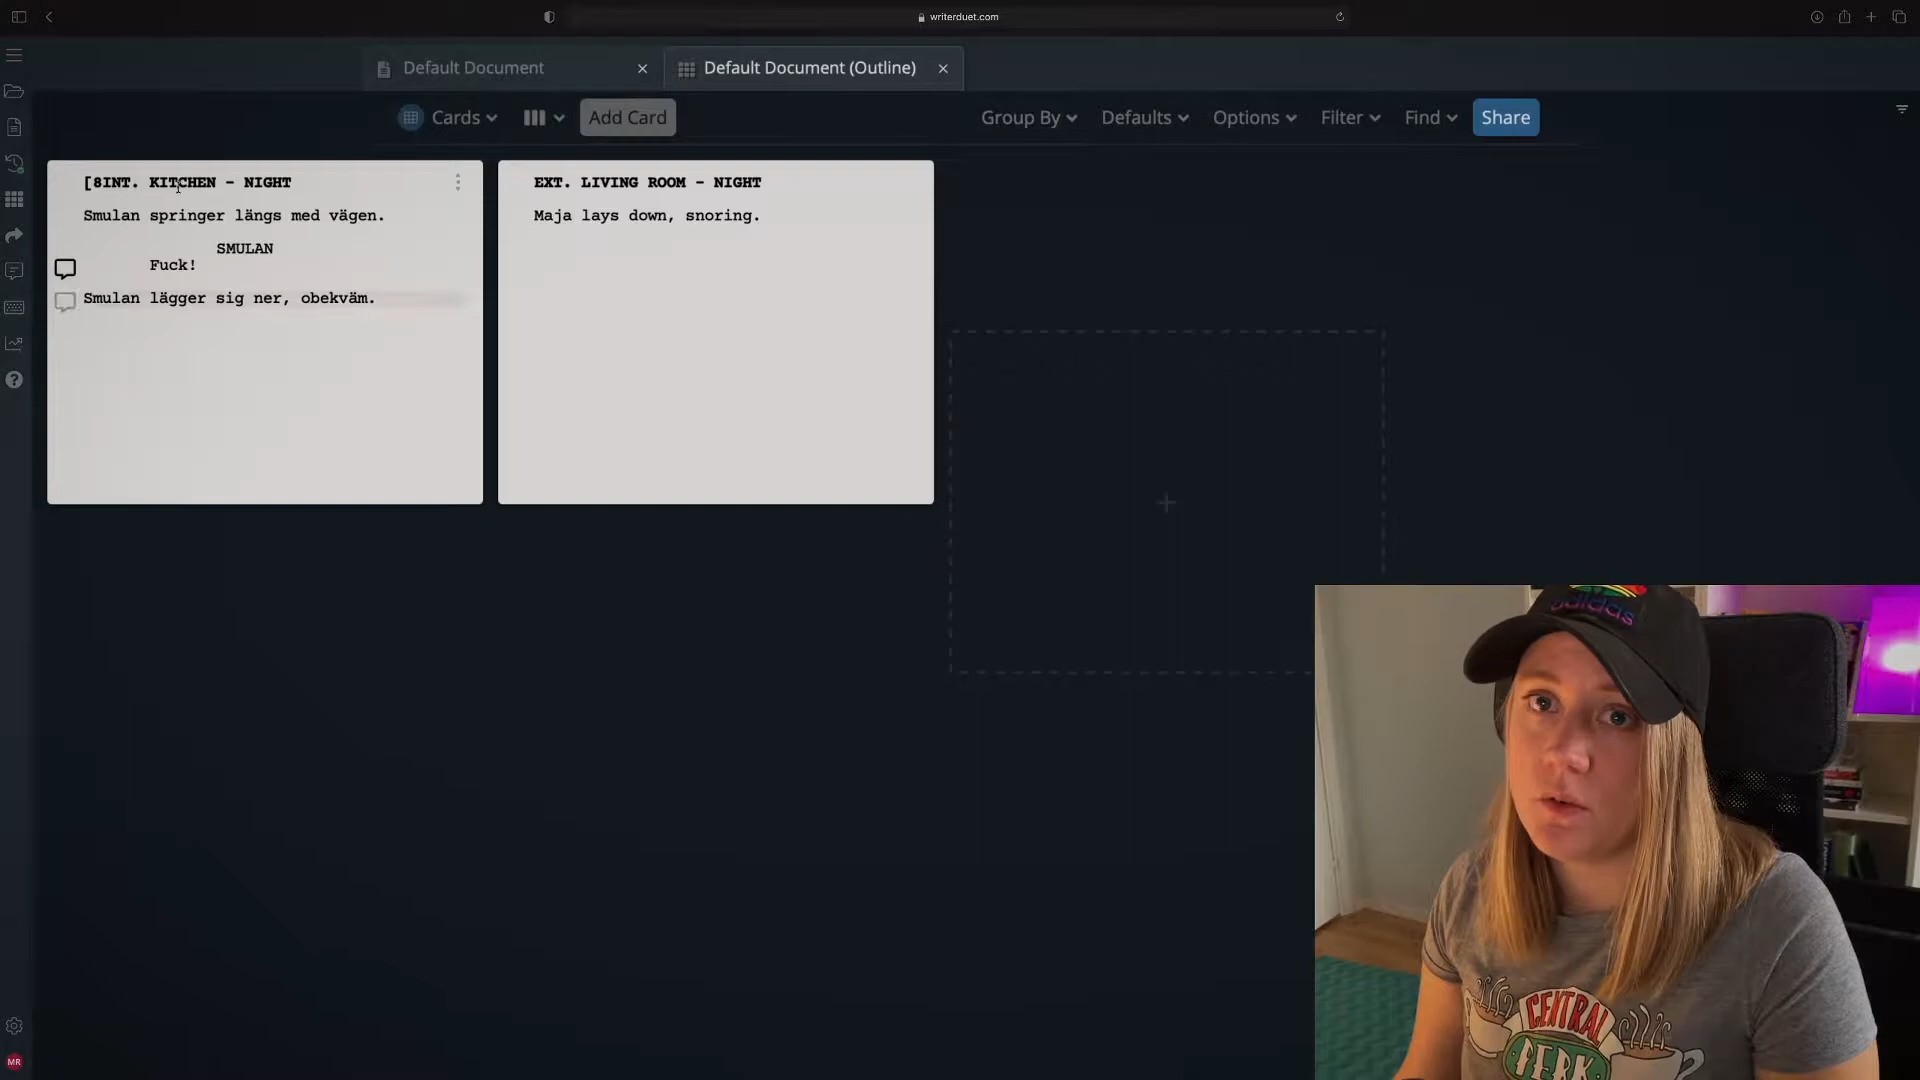 writerduet.com
Default Document
Default Document (Outline)
Cards
Add Card
Group By
Defaults
Options
Filter
Find
Share
[8INT. KITCHEN - NIGHT
Smulan springer längs med vägen.
SMULAN
Fuck!
Smulan lägger sig ner, obekväm.
EXT. LIVING ROOM - NIGHT
Maja lays down, snoring.
MR
adidas
CENTRAL
PERK